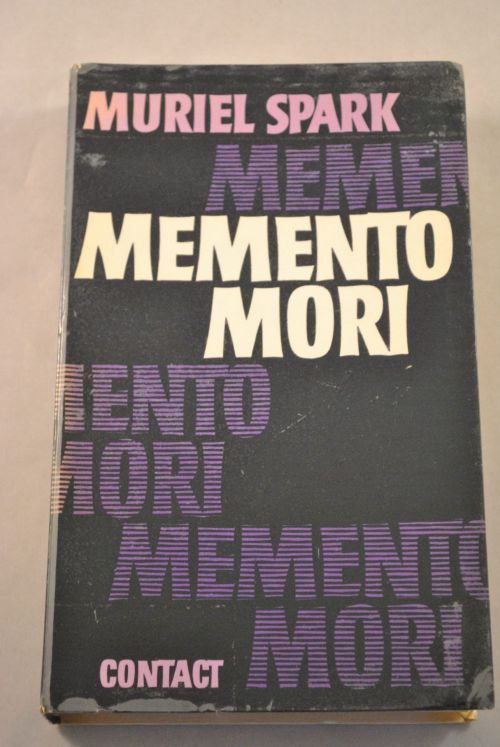 MURIEL SPARK
MEMEN
MEMENTO
MORI
MENTO
MORI
MEMENTO
MORI
CONTACT